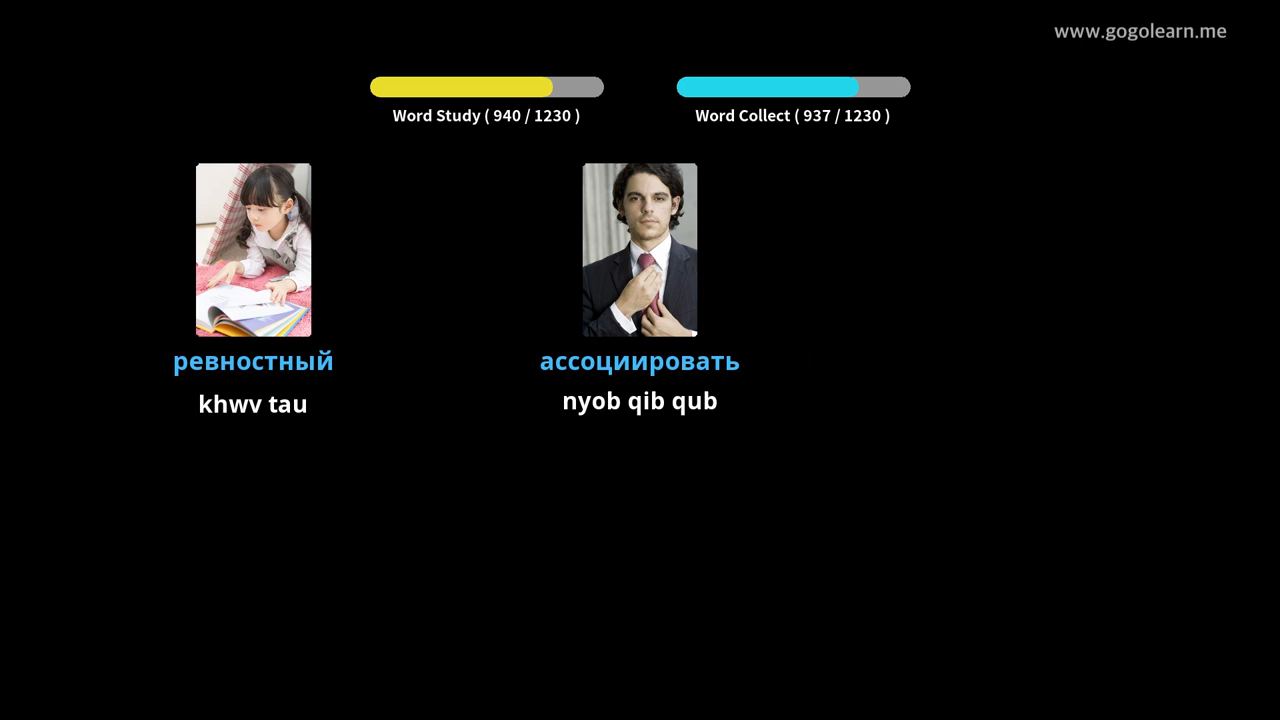 www.gogolearn.me
Word Study ( 940 / 1230 )
Word Collect ( 937 / 1230 )
ревностный
khwv tau
ассоциировать
nyob qib qub